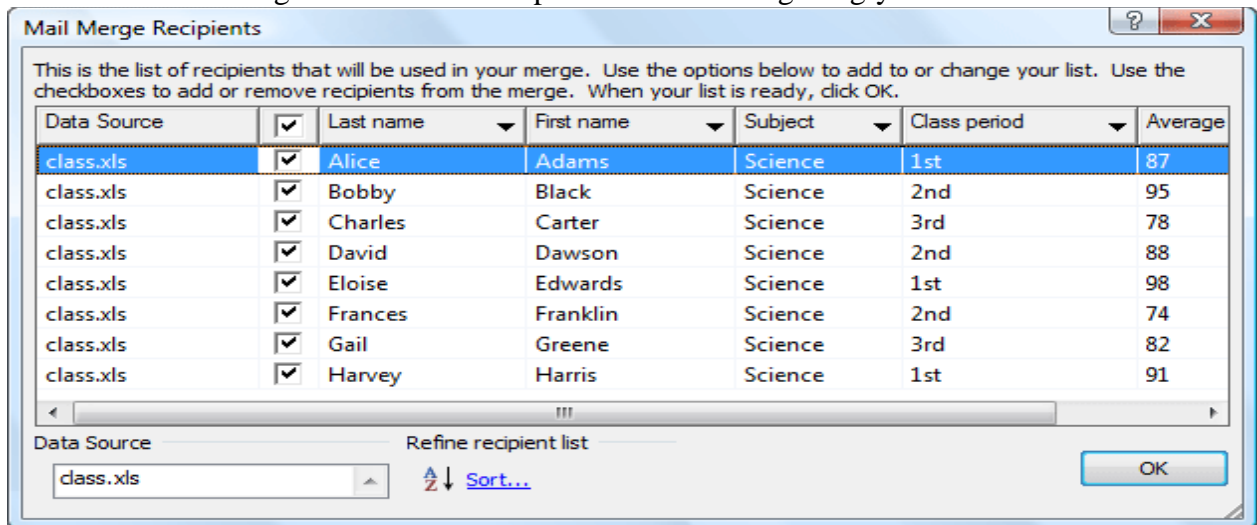 Mail Merge Recipients
This is the list of recipients that will be used in your merge. Use the options below to add to or change your list. Use the
checkboxes to add or remove recipients from the merge. When your list is ready, click OK.
Data Source Last name First name Subject Class period Average
class.xls Alice Adams Science 1st 87
class.xls Bobby Black Science 2nd 95
class.xls Charles Carter Science 3rd 78
class.xls David Dawson Science 2nd 88
class.xls Eloise Edwards Science 1st 98
class.xls Frances Franklin Science 2nd 74
class.xls Gail Greene Science 3rd 82
class.xls Harvey Harris Science 1st 91
Data Source Refine recipient list
class.xls Sort... OK